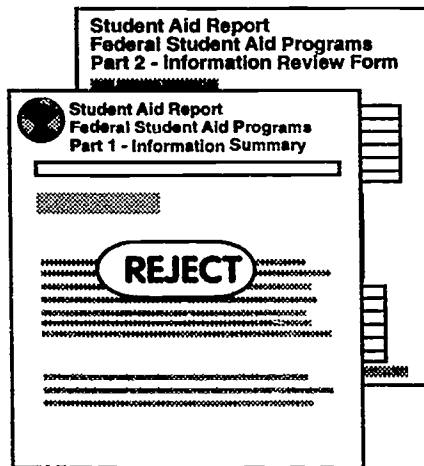 Student Aid Report
Federal Student Aid Programs
Part 2 - Information Review Form
Student Aid Report
Federal Student Aid Programs
Part 1 - Information Summary
REJECT